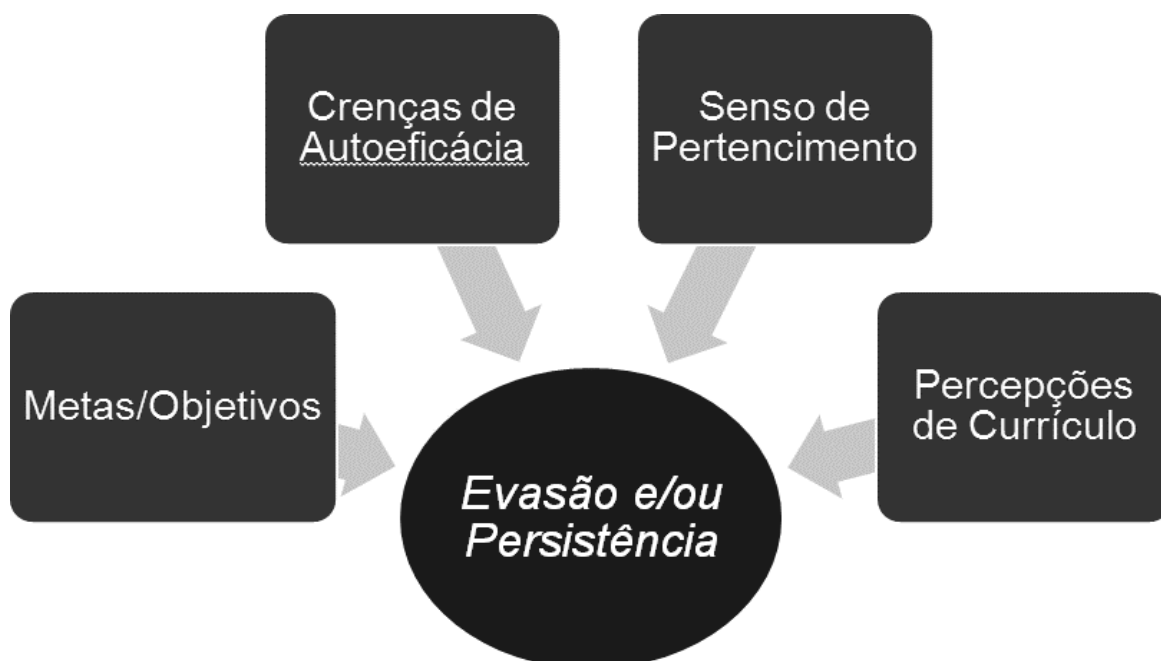 Crenças de
Autoeficácia
Senso de
Pertencimento
Metas/Objetivos
Percepções
de Currículo
Evasão e/ou
Persistência